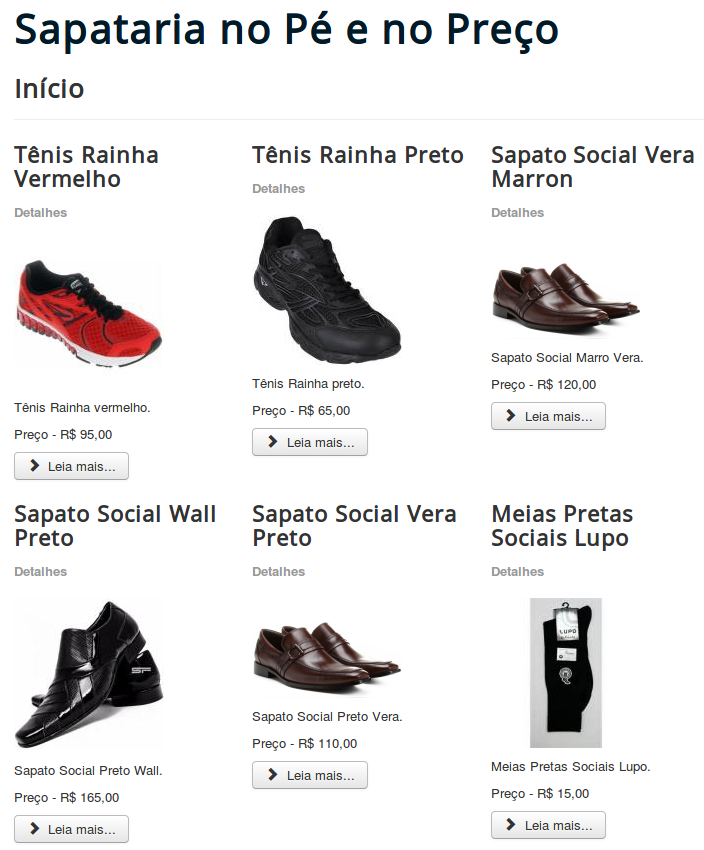 Sapataria no Pé e no Preço
Início
Tênis Rainha
Vermelho
Detalhes
Tênis Rainha vermelho.
Preço - R$ 95,00
Leia mais...
Tênis Rainha Preto
Detalhes
Tênis Rainha preto.
Preço - R$ 65,00
Leia mais...
Sapato Social Vera
Marron
Detalhes
Sapato Social Marro Vera.
Preço - R$ 120,00
Leia mais...
Sapato Social Wall
Preto
Detalhes
SF
Sapato Social Preto Wall.
Preço - R$ 165,00
Leia mais...
Sapato Social Vera
Preto
Detalhes
Sapato Social Preto Vera.
Preço - R$ 110,00
Leia mais...
Meias Pretas
Sociais Lupo
Detalhes
LUPO
Meias Pretas Sociais Lupo.
Preço - R$ 15,00
Leia mais...